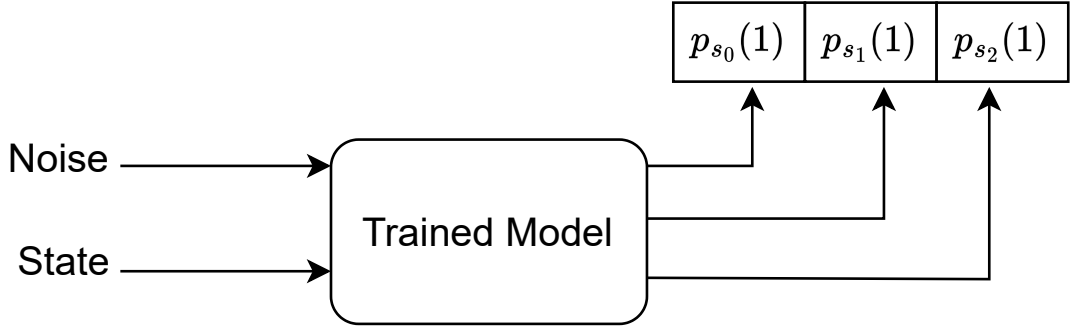 p_{s_0}(1) p_{s_1}(1) p_{s_2}(1)
Noise
Trained Model
State